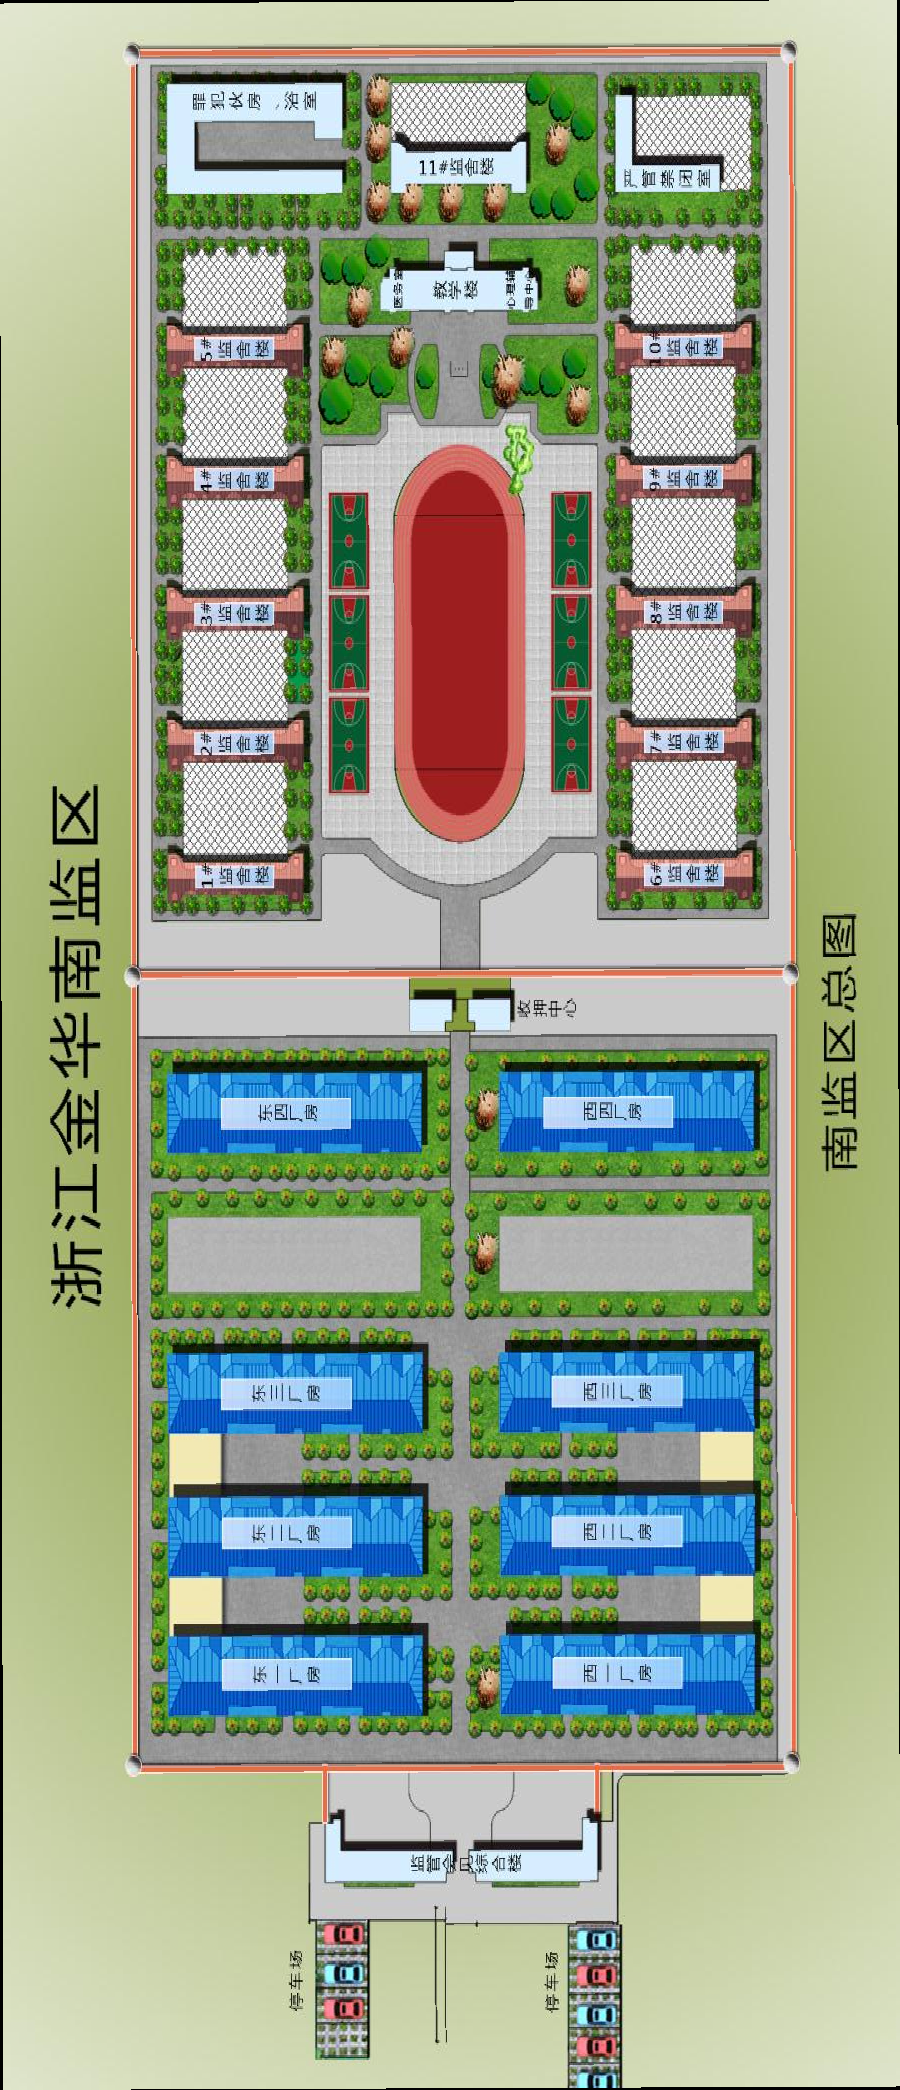 浙江金华南监区
南监区总图
罪犯伙房、浴室
11#监舍楼
严管禁闭室
医务室
教学楼
心理辅导中心
5#监舍楼
10#监舍楼
4#监舍楼
9#监舍楼
3#监舍楼
8#监舍楼
2#监舍楼
7#监舍楼
1#监舍楼
6#监舍楼
收押中心
东四厂房
西四厂房
东三厂房
西三厂房
东二厂房
西二厂房
东一厂房
西一厂房
监管会见综合楼
停车场
停车场